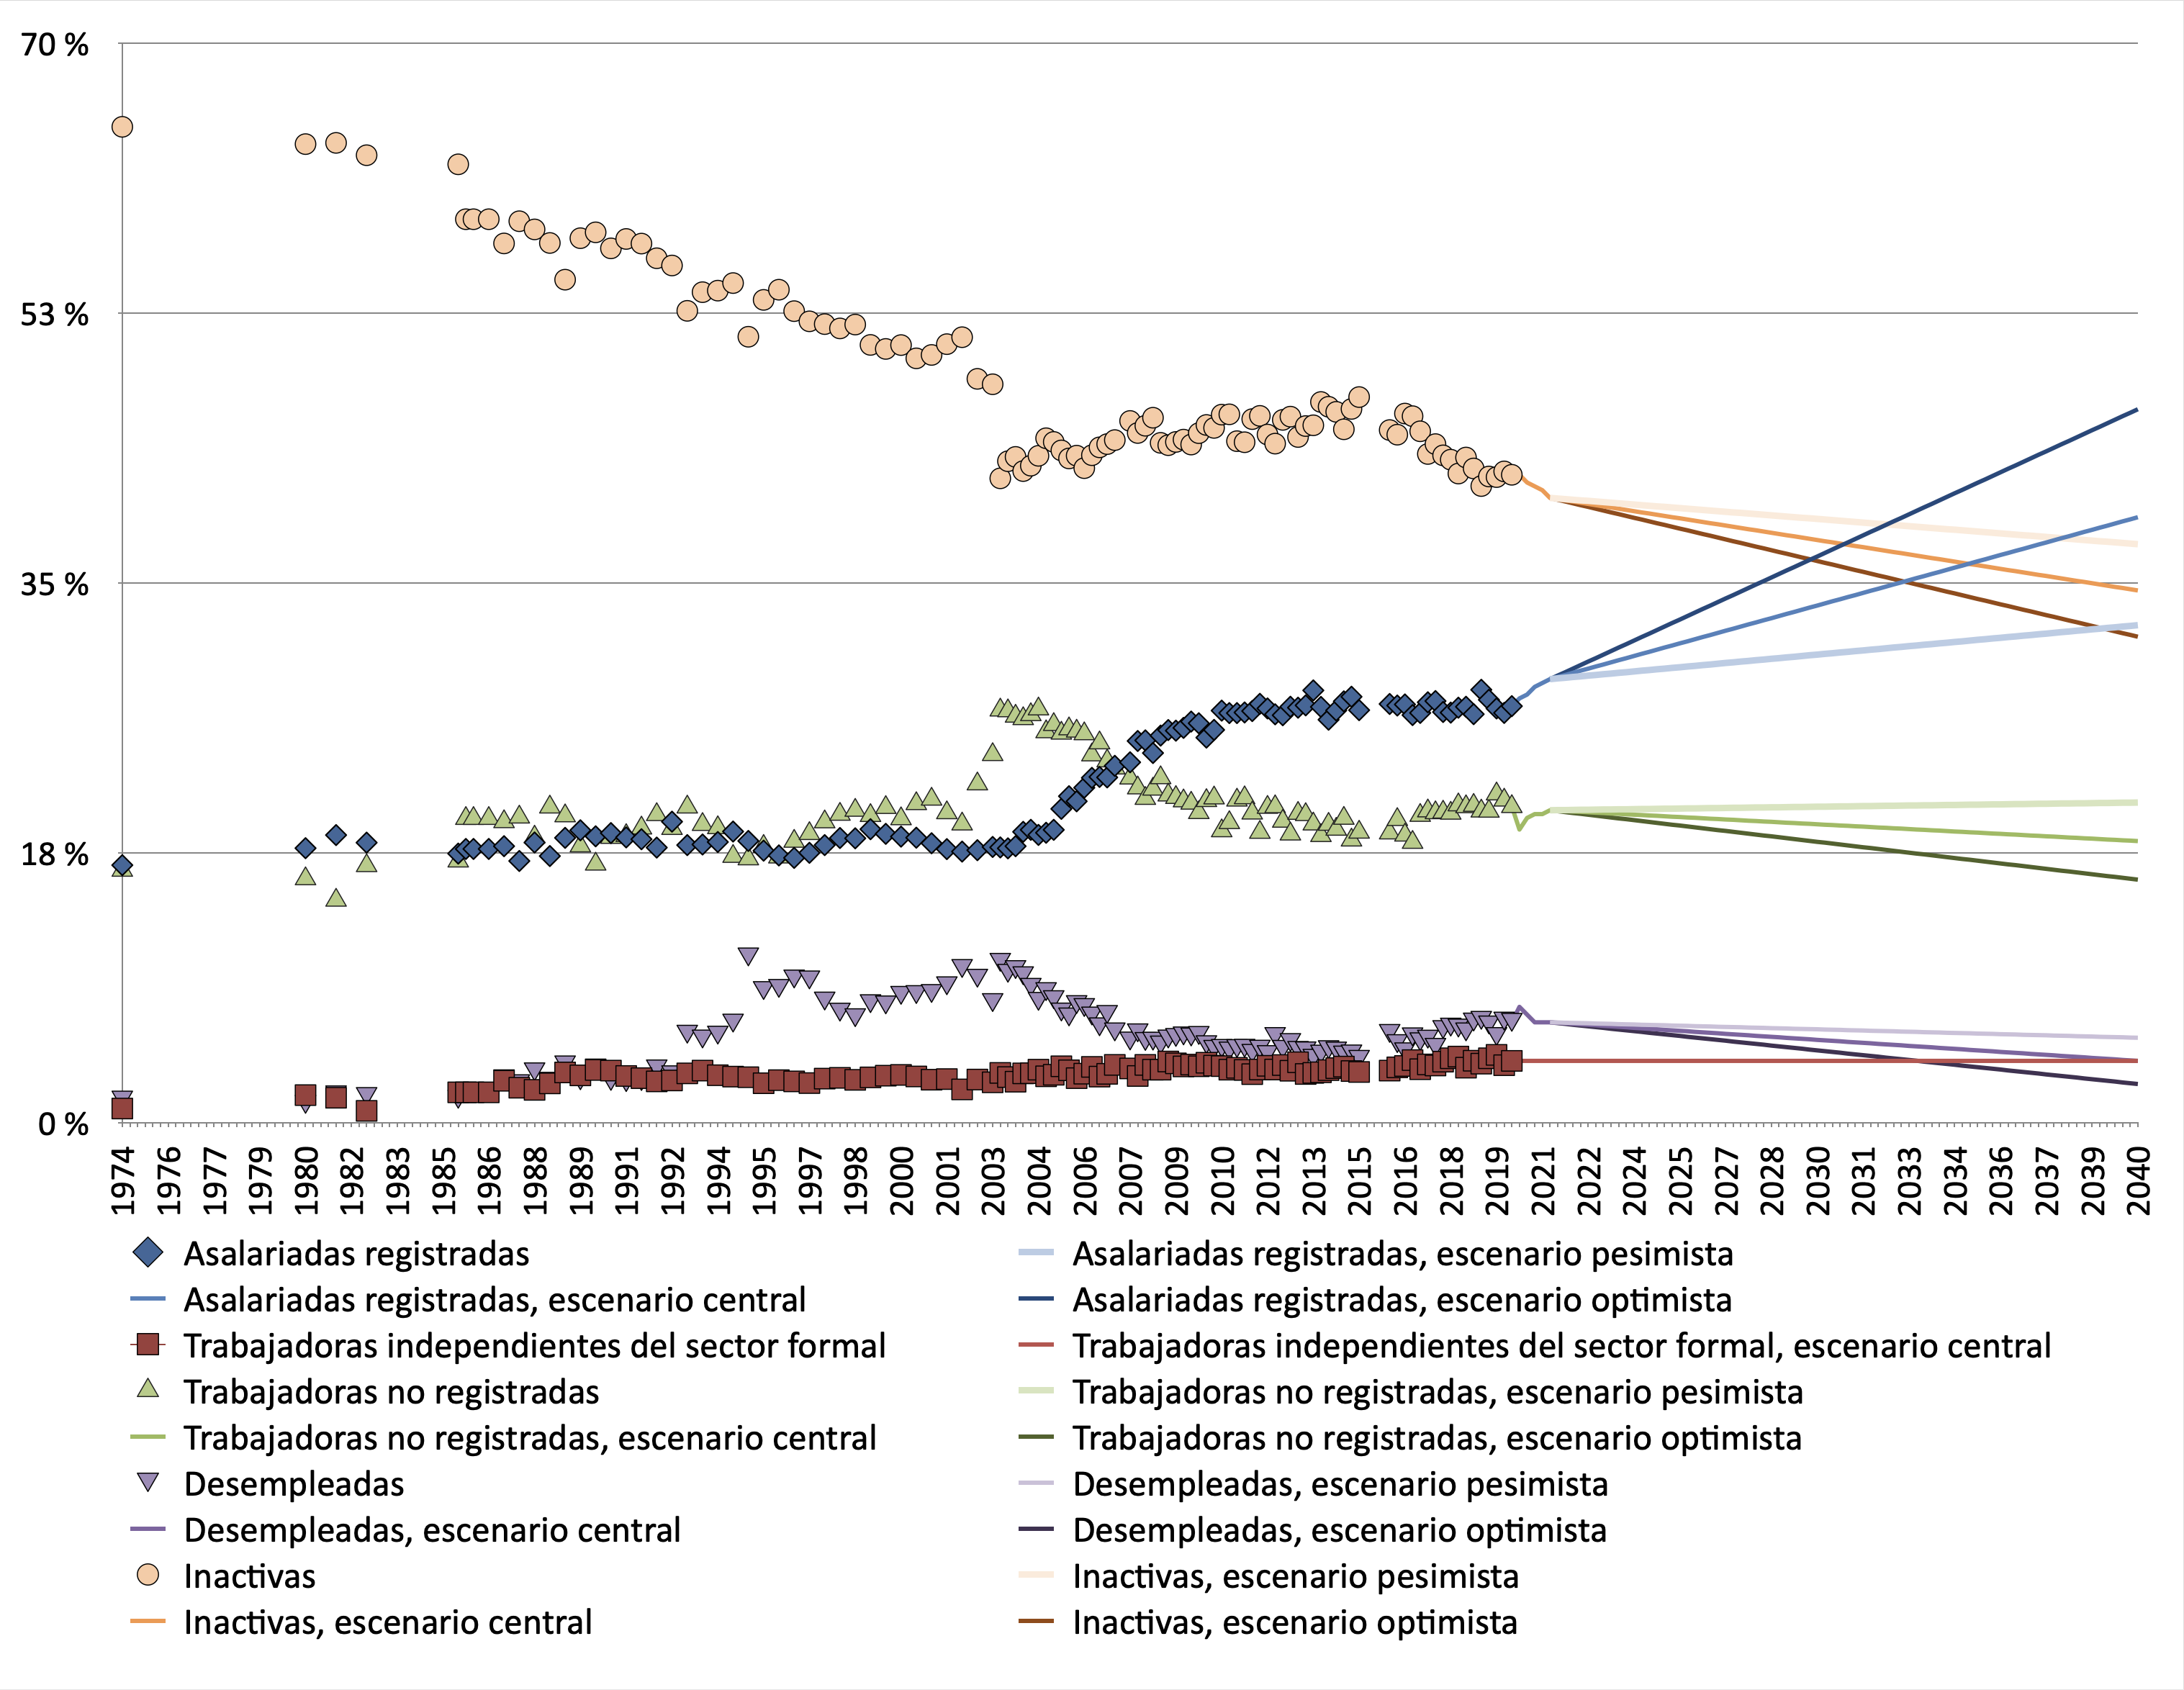 70 %
53 %
35 %
18 %
0 %
1974 1976 1977 1979 1980 1982 1983 1985 1986 1988 1989 1991 1992 1994 1995 1997 1998 2000 2001 2003 2004 2006 2007 2009 2010 2012 2013 2015 2016 2018 2019 2021 2022 2024 2025 2027 2028 2030 2031 2033 2034 2036 2037 2039 2040
Asalariadas registradas
Asalariadas registradas, escenario pesimista
Asalariadas registradas, escenario central
Asalariadas registradas, escenario optimista
Trabajadoras independientes del sector formal
Trabajadoras independientes del sector formal, escenario central
Trabajadoras no registradas
Trabajadoras no registradas, escenario pesimista
Trabajadoras no registradas, escenario central
Trabajadoras no registradas, escenario optimista
Desempleadas
Desempleadas, escenario pesimista
Desempleadas, escenario central
Desempleadas, escenario optimista
Inactivas
Inactivas, escenario pesimista
Inactivas, escenario central
Inactivas, escenario optimista